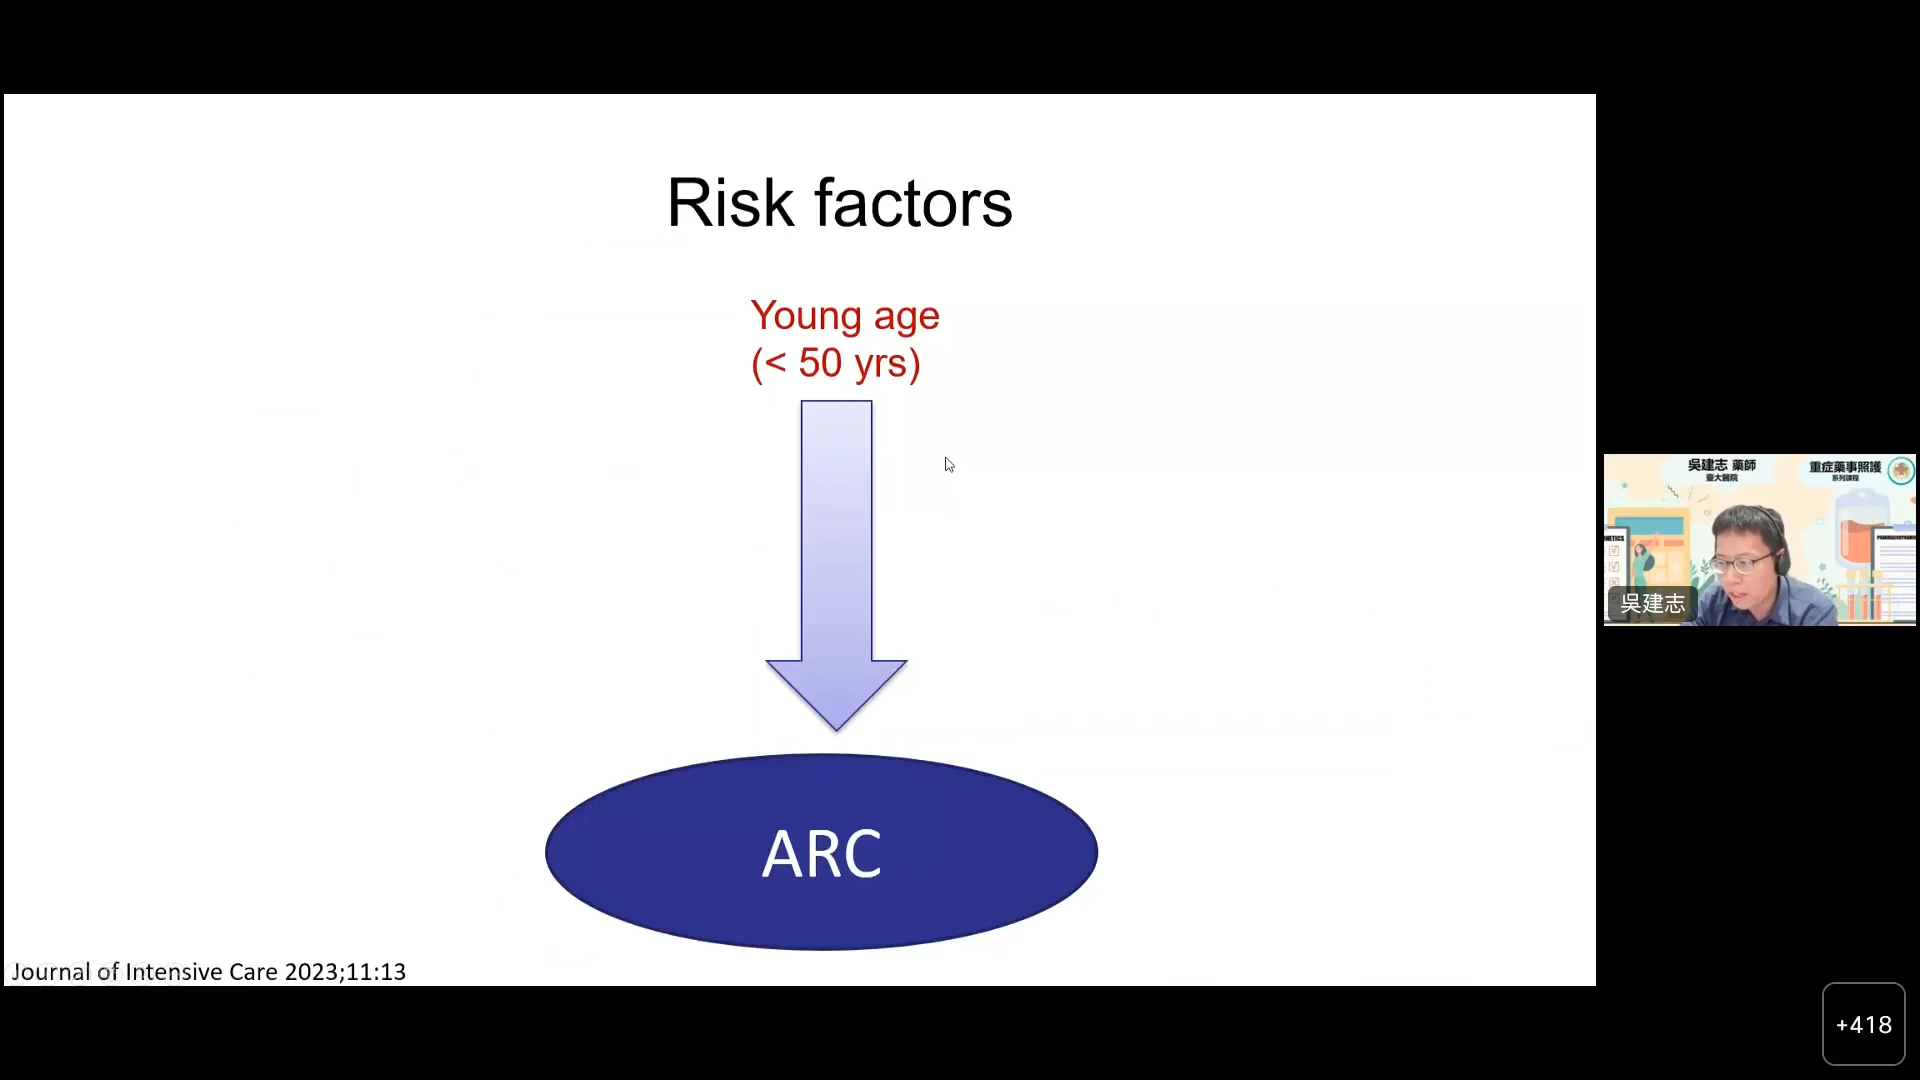 Risk factors
Young age
(< 50 yrs)
ARC
Journal of Intensive Care 2023;11:13
吳建志 藥師
臺大醫院
重症藥事照護
系列課程
吳建志
+418